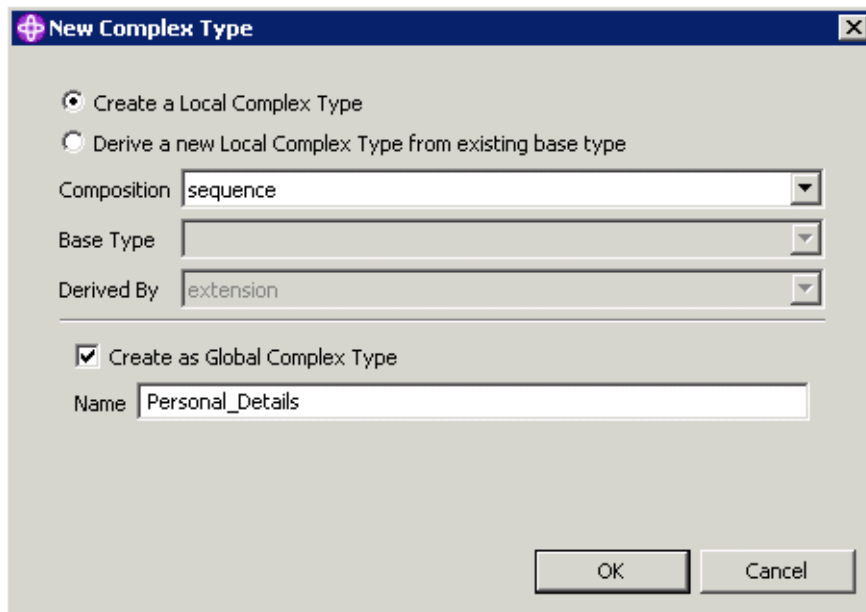 New Complex Type
Create a Local Complex Type
Derive a new Local Complex Type from existing base type
Composition sequence
Base Type
Derived By extension
Create as Global Complex Type
Name Personal_Details
OK Cancel